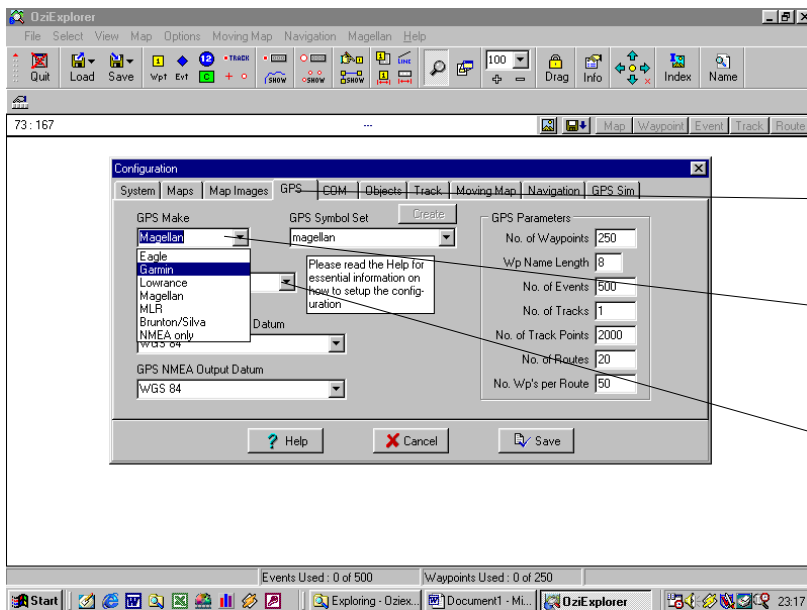 OziExplorer
File Select View Map Options Moving Map Navigation Magellan Help
Quit Load Save Wpt Evt 12 TRACK SHOW SHOW SHOW LINE 100 Drag Info Index Name
1 C 1 1
73 : 167 --- Map Waypoint Event Track Route
Configuration
System Maps Map Images GPS COM Objects Track Moving Map Navigation GPS Sim
GPS Make GPS Symbol Set Create GPS Parameters
Magellan magellan No. of Waypoints 250
Eagle
Garmin
Lowrance
Magellan
MLR
Brunton/Silva
NMEA only
Please read the Help for
essential information on
how to setup the config-
uration
Wp Name Length 8
No. of Events 500
No. of Tracks 1
No. of Track Points 2000
No. of Routes 20
No. Wp's per Route 50
Datum
WGS 84
GPS NMEA Output Datum
WGS 84
? Help Cancel Save
Events Used : 0 of 500 Waypoints Used : 0 of 250
Start Exploring - Oziex... Document1 - Mi... OziExplorer 23:17